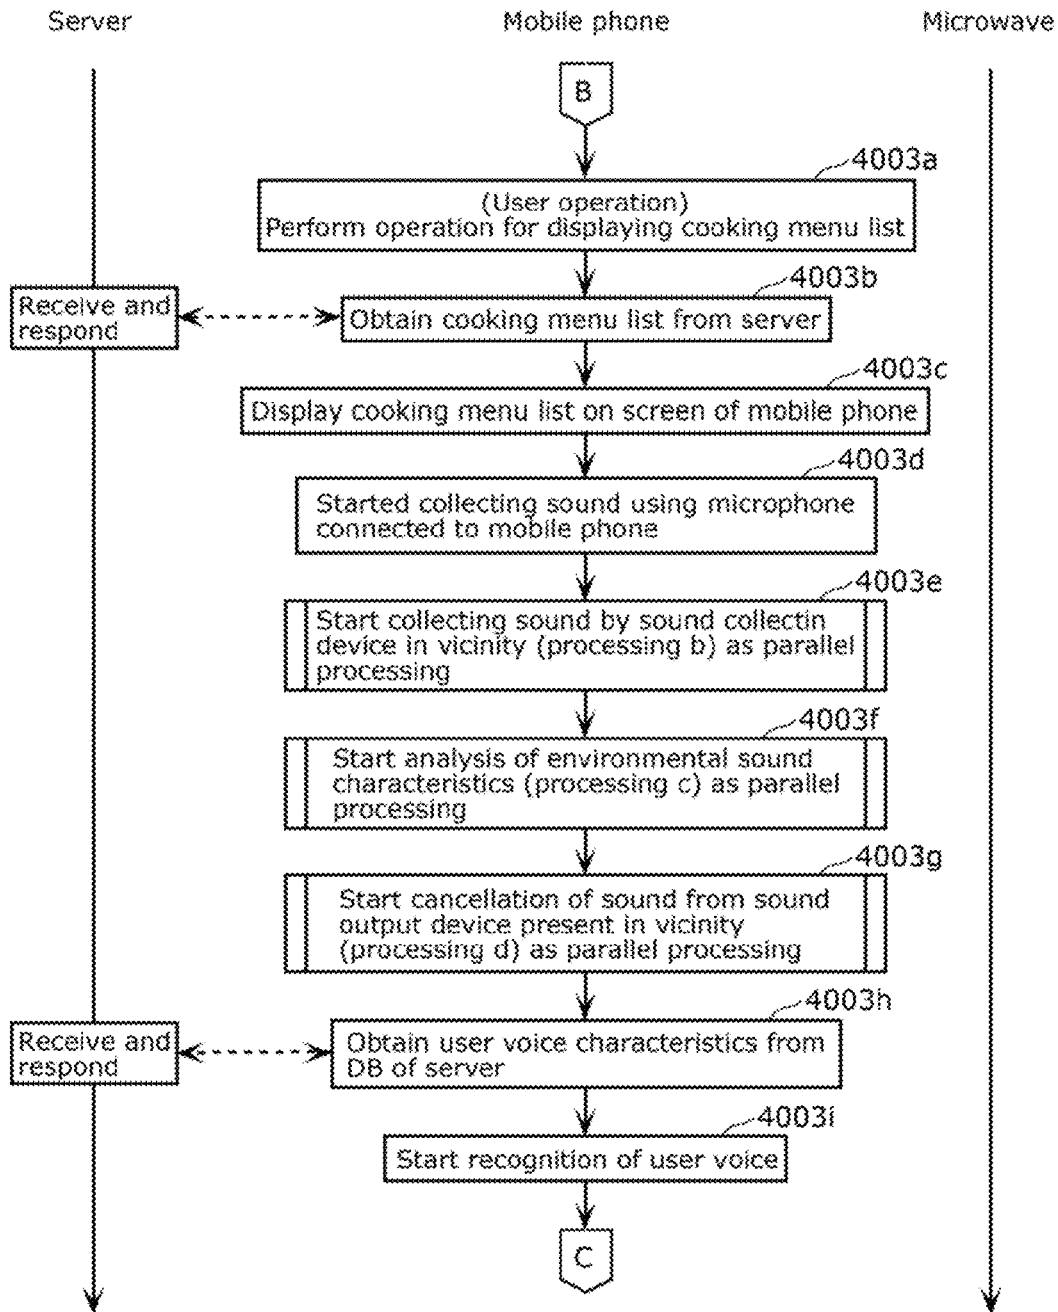 Server
Mobile phone
Microwave
B
4003a
(User operation)
Perform operation for displaying cooking menu list
4003b
Receive and
respond
Obtain cooking menu list from server
4003c
Display cooking menu list on screen of mobile phone
4003d
Started collecting sound using microphone
connected to mobile phone
4003e
Start collecting sound by sound collectin
device in vicinity (processing b) as parallel
processing
4003f
Start analysis of environmental sound
characteristics (processing c) as parallel
processing
4003g
Start cancellation of sound from sound
output device present in vicinity
(processing d) as parallel processing
4003h
Receive and
respond
Obtain user voice characteristics from
DB of server
4003i
Start recognition of user voice
C